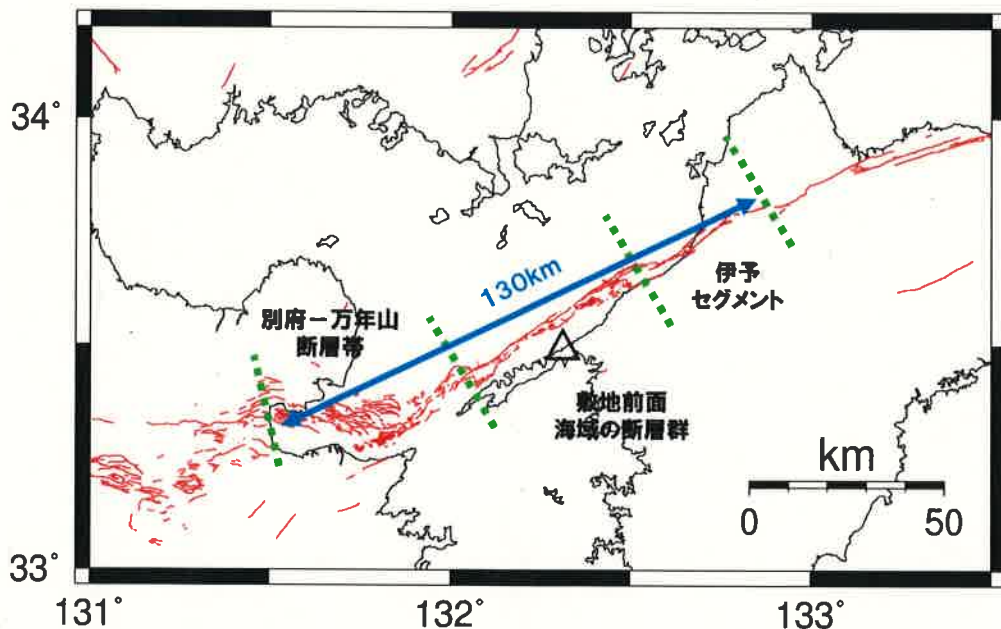 34°
33°
131°
132°
133°
130km
別府－万年山
断層帯
伊予
セグメント
敷地前面
海域の断層群
km
0
50